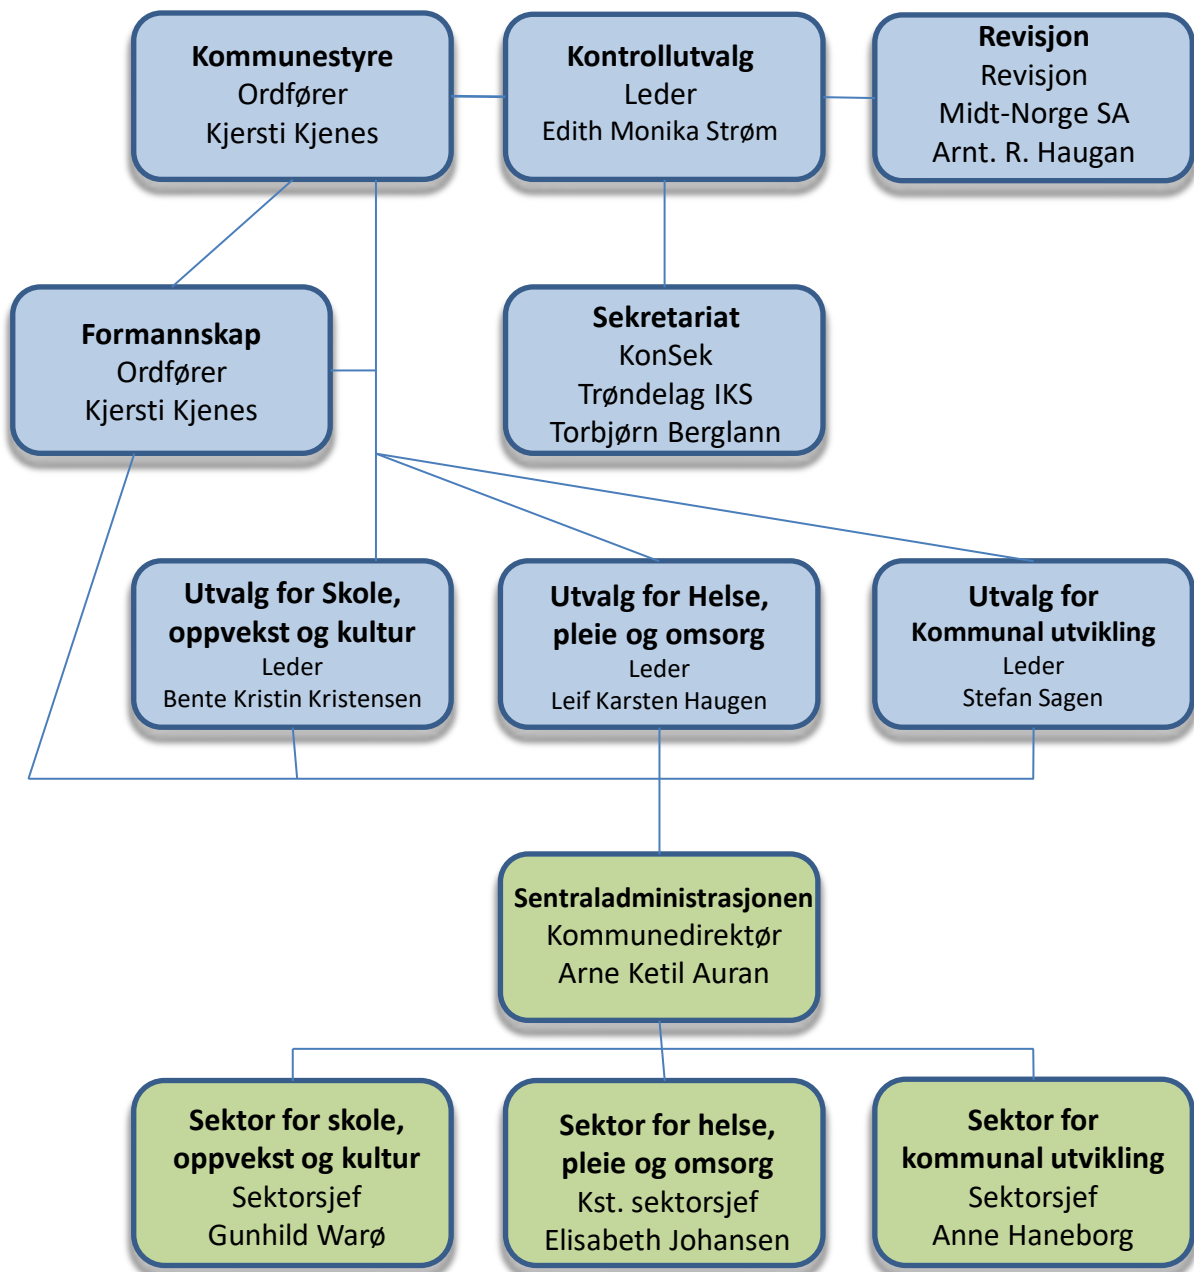 Kommunestyre
Ordfører
Kjersti Kjenes
Kontrollutvalg
Leder
Edith Monika Strøm
Revisjon
Revisjon
Midt-Norge SA
Arnt. R. Haugan
Formannskap
Ordfører
Kjersti Kjenes
Sekretariat
KonSek
Trøndelag IKS
Torbjørn Berglann
Utvalg for Skole,
oppvekst og kultur
Leder
Bente Kristin Kristensen
Utvalg for Helse,
pleie og omsorg
Leder
Leif Karsten Haugen
Utvalg for
Kommunal utvikling
Leder
Stefan Sagen
Sentraladministrasjonen
Kommunedirektør
Arne Ketil Auran
Sektor for skole,
oppvekst og kultur
Sektorsjef
Gunhild Warø
Sektor for helse,
pleie og omsorg
Kst. sektorsjef
Elisabeth Johansen
Sektor for
kommunal utvikling
Sektorsjef
Anne Haneborg